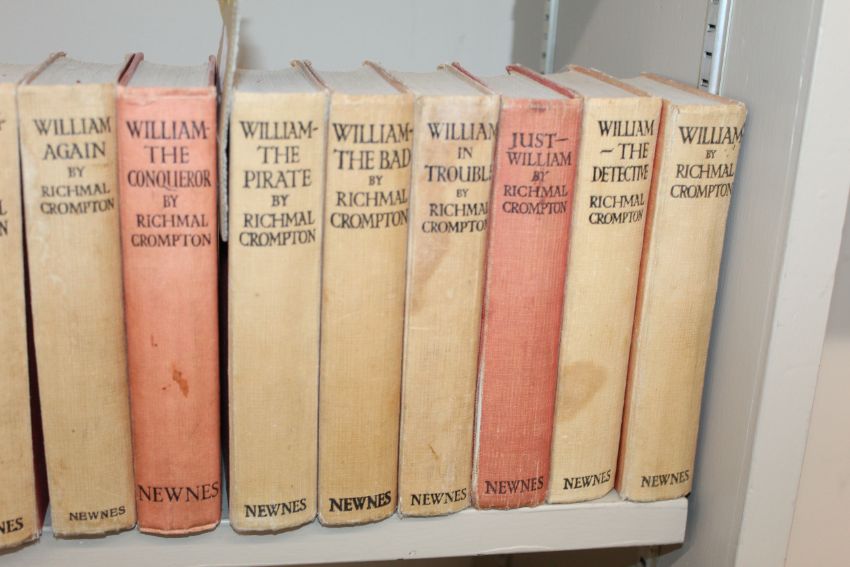 NEWNES
WILLIAM
AGAIN
BY
RICHMAL
CROMPTON
NEWNES
WILLIAM-
THE
CONQUEROR
BY
RICHMAL
CROMPTON
NEWNES
WILLIAM-
THE
PIRATE
BY
RICHMAL
CROMPTON
NEWNES
WILLIAM-
THE BAD
BY
RICHMAL
CROMPTON
NEWNES
WILLIAM
IN
TROUBLE
BY
RICHMAL
CROMPTON
NEWNES
JUST-
WILLIAM
BY
RICHMAL
CROMPTON
NEWNES
WILLIAM
-THE
DETECTIVE
RICHMAL
CROMPTON
NEWNES
WILLIAM
BY
RICHMAL
CROMPTON
NEWNES